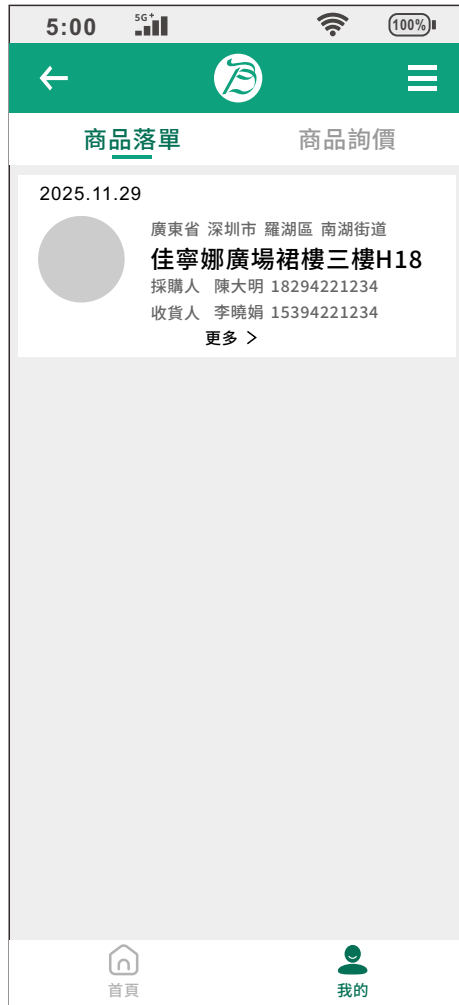 5:00 5G+ 100%
商品落單 商品詢價
2025.11.29
廣東省 深圳市 羅湖區 南湖街道
佳寧娜廣場裙樓三樓H18
採購人 陳大明 18294221234
收貨人 李曉娟 15394221234
更多 >
首頁 我的